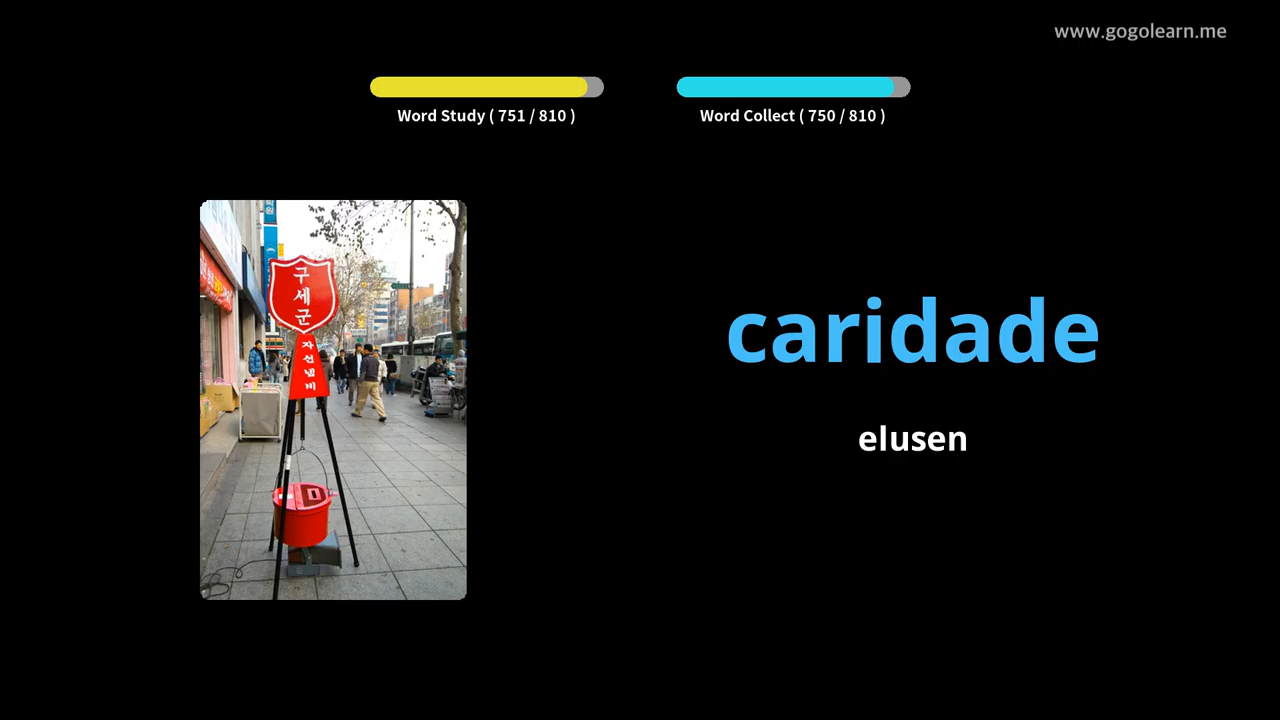 www.gogolearn.me
Word Study ( 751 / 810 )
Word Collect ( 750 / 810 )
구
세
군
자
선
냄
비
caridade
elusen